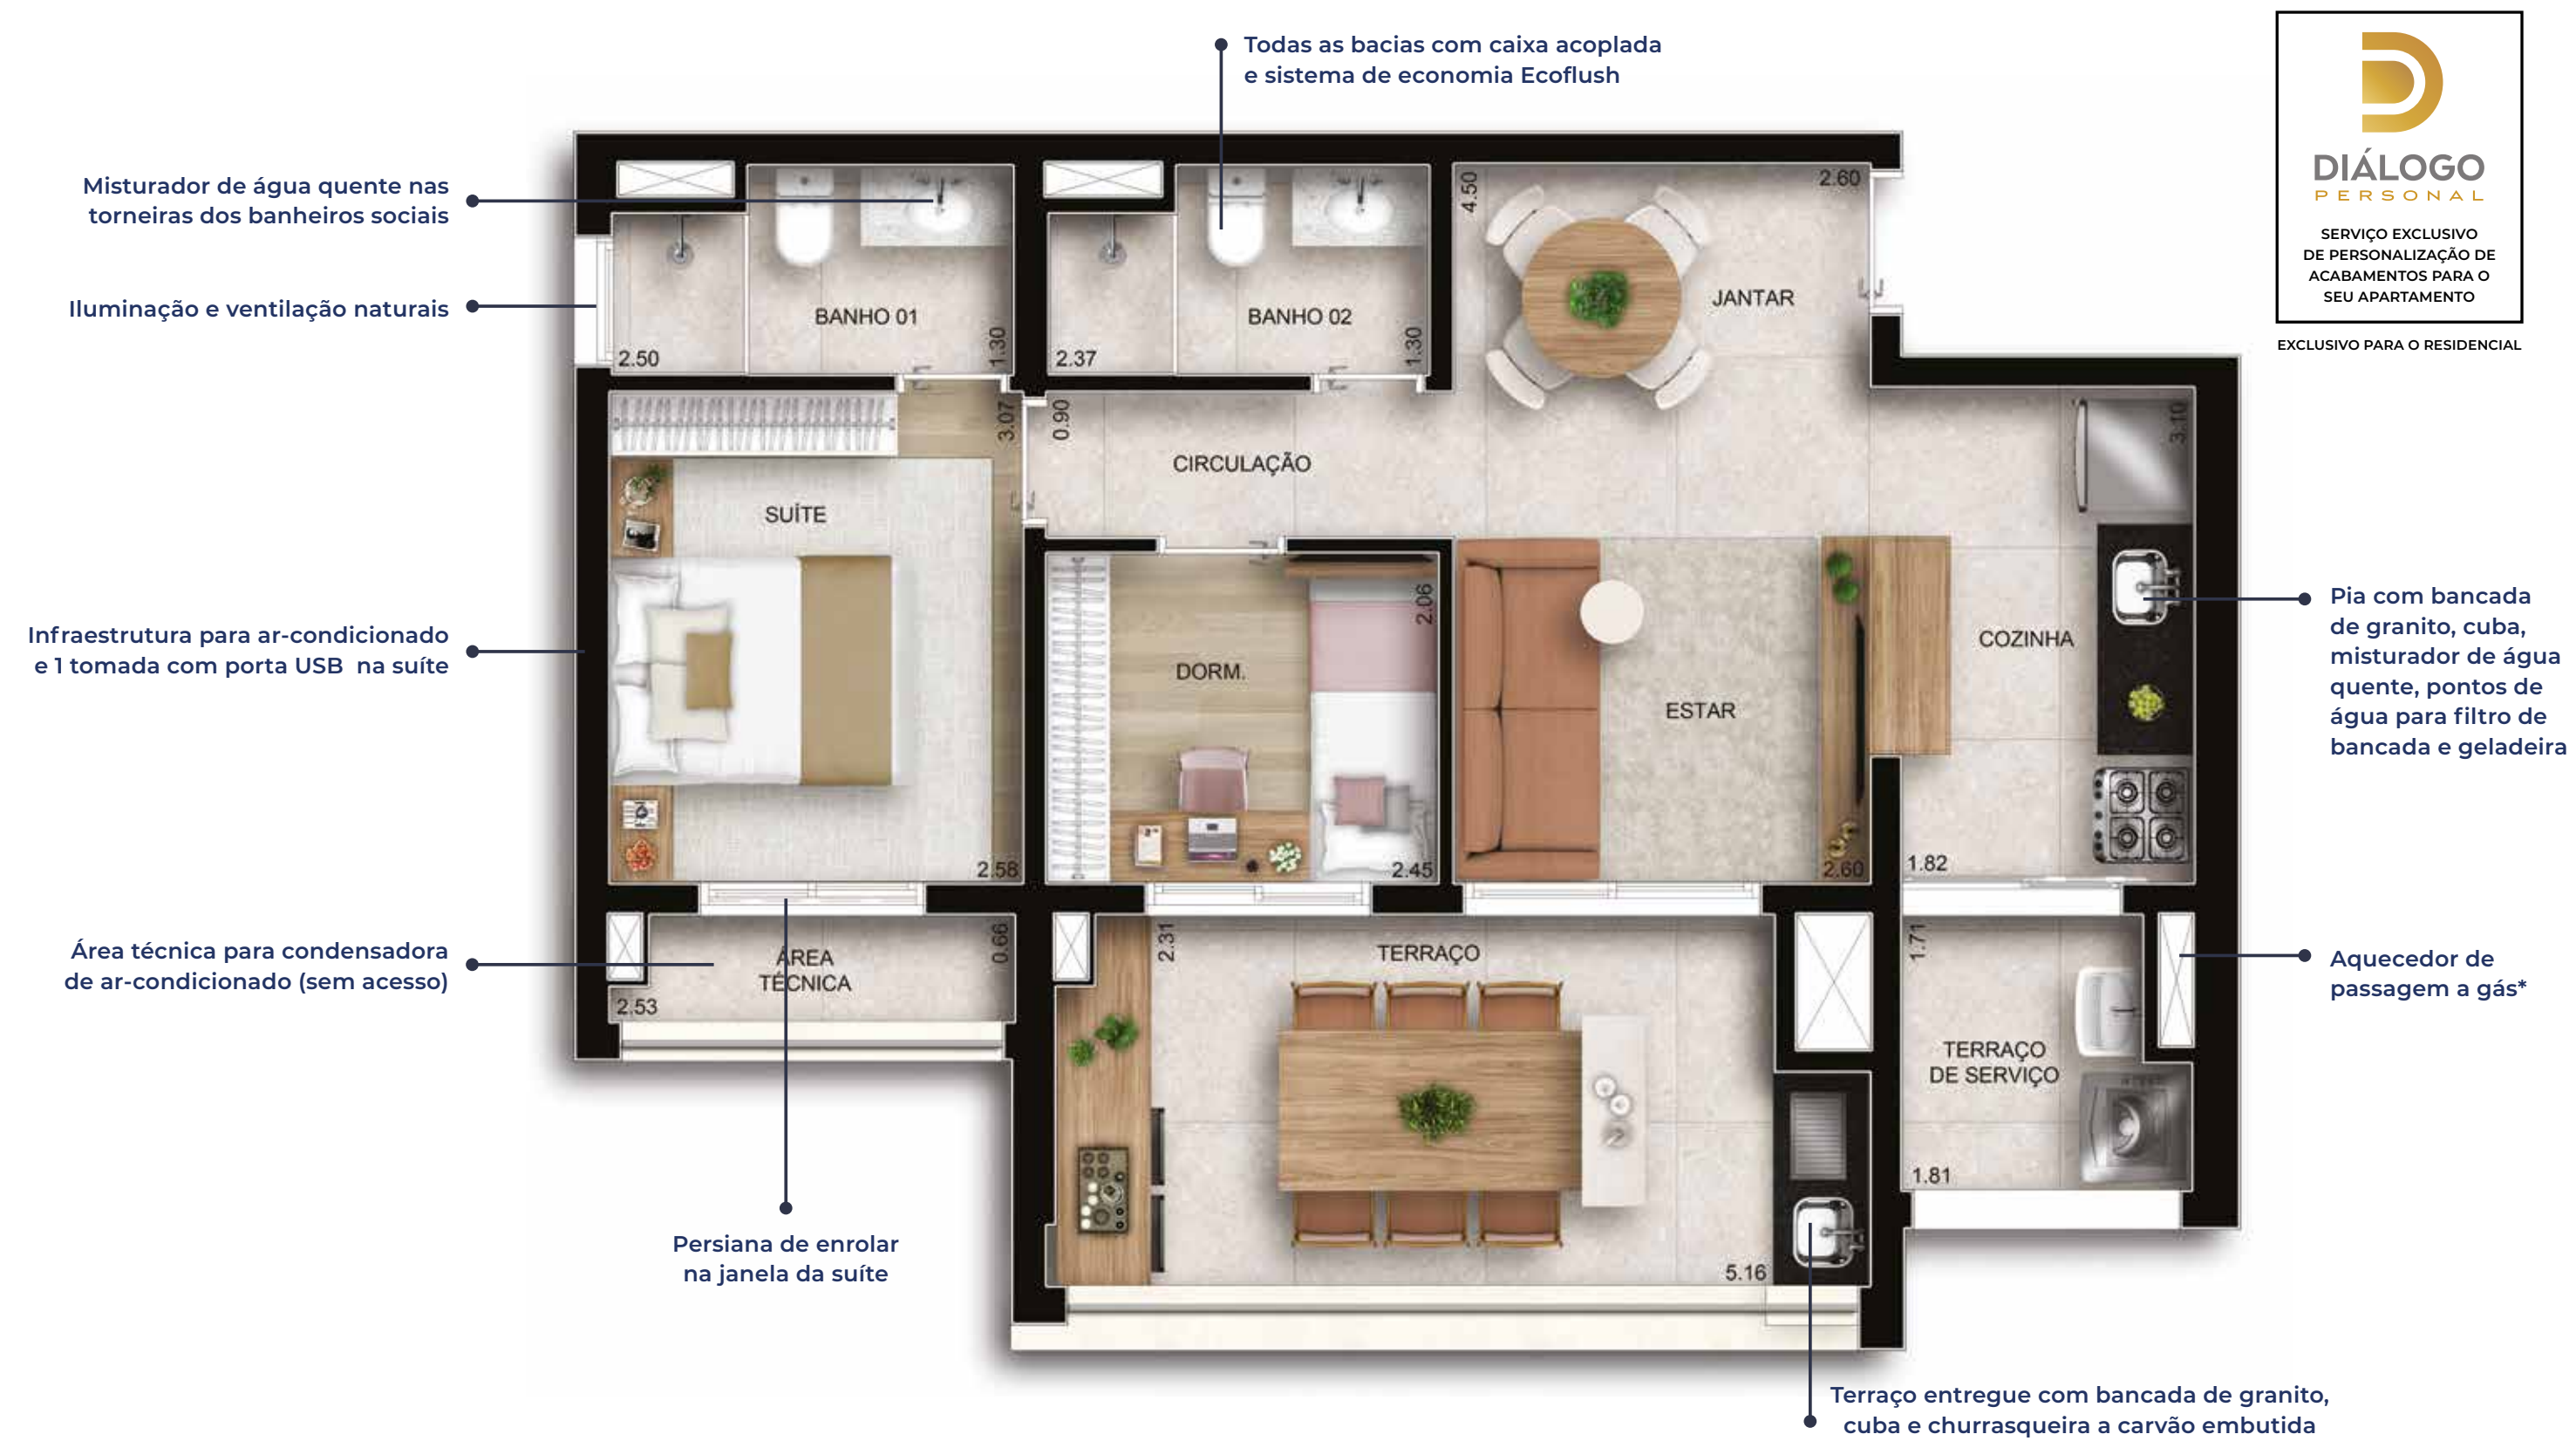 Todas as bacias com caixa acoplada
e sistema de economia Ecoflush
DIÁLOGO
PERSONAL
SERVIÇO EXCLUSIVO
DE PERSONALIZAÇÃO DE
ACABAMENTOS PARA O
SEU APARTAMENTO
EXCLUSIVO PARA O RESIDENCIAL
Misturador de água quente nas
torneiras dos banheiros sociais
Iluminação e ventilação naturais
Infraestrutura para ar-condicionado
e 1 tomada com porta USB na suíte
Área técnica para condensadora
de ar-condicionado (sem acesso)
BANHO 01
2.50
1.30
BANHO 02
2.37
1.30
4.50
2.60
JANTAR
3.07
0.90
CIRCULAÇÃO
3.10
SUÍTE
2.58
2.06
DORM.
2.45
ESTAR
2.60
COZINHA
1.82
Pia com bancada
de granito, cuba,
misturador de água
quente, pontos de
água para filtro de
bancada e geladeira
ÁREA
TÉCNICA
0.66
2.53
2.31
TERRAÇO
5.16
1.71
TERRAÇO
DE SERVIÇO
1.81
Aquecedor de
passagem a gás*
Persiana de enrolar
na janela da suíte
Terraço entregue com bancada de granito,
cuba e churrasqueira a carvão embutida